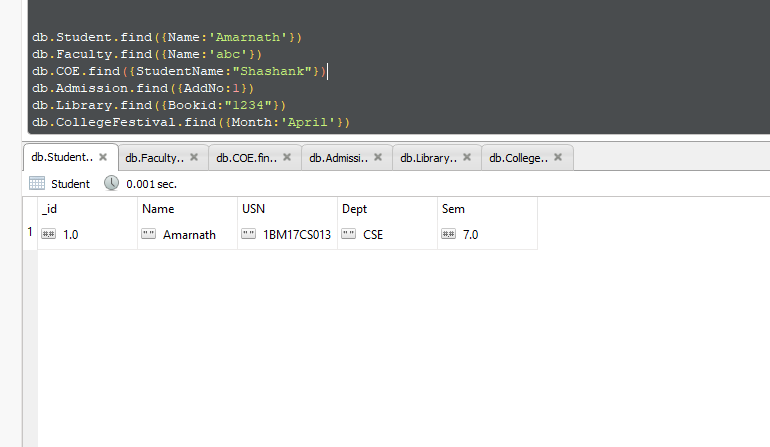 db.Student.find({Name:'Amarnath'})
db.Faculty.find({Name:'abc'})
db.COE.find({StudentName:"Shashank"})
db.Admission.find({AddNo:1})
db.Library.find({Bookid:"1234"})
db.CollegeFestival.find({Month:'April'})
db.Student.. db.Faculty.. db.COE.fin.. db.Admissi.. db.Library.. db.College..
Student 0.001 sec.
_id Name USN Dept Sem
1 #.# 1.0 " " Amarnath " " 1BM17CS013 " " CSE #.# 7.0